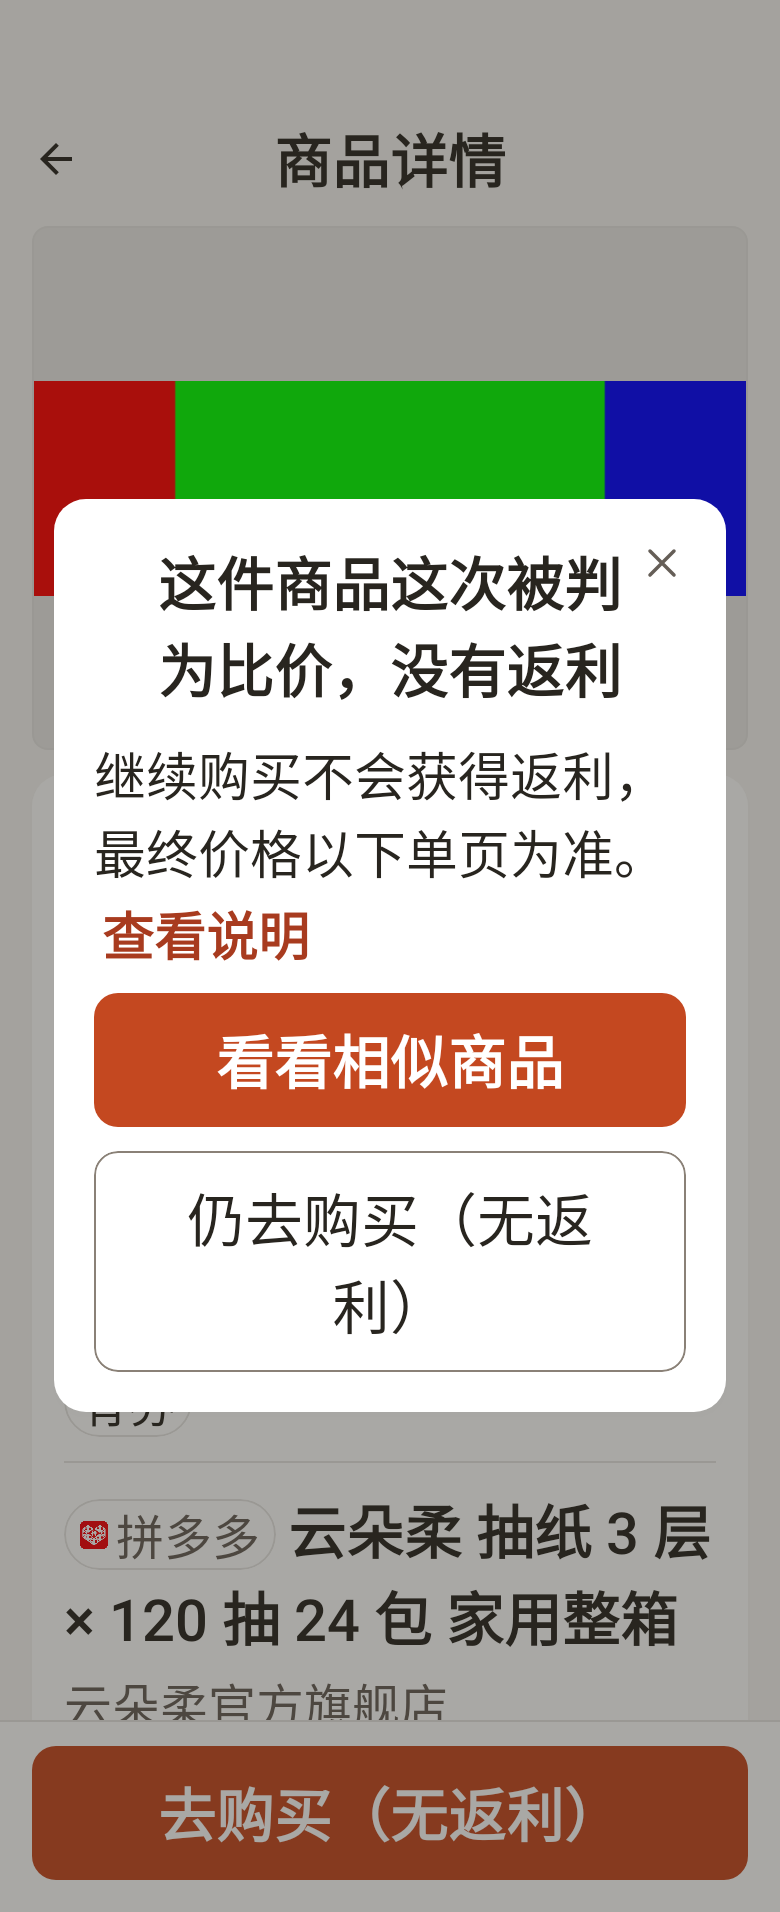 商品详情
这件商品这次被判
为比价，没有返利
继续购买不会获得返利，
最终价格以下单页为准。
查看说明
看看相似商品
仍去购买（无返
利）
拼多多 云朵柔 抽纸 3 层
× 120 抽 24 包 家用整箱
云朵柔官方旗舰店
去购买（无返利）